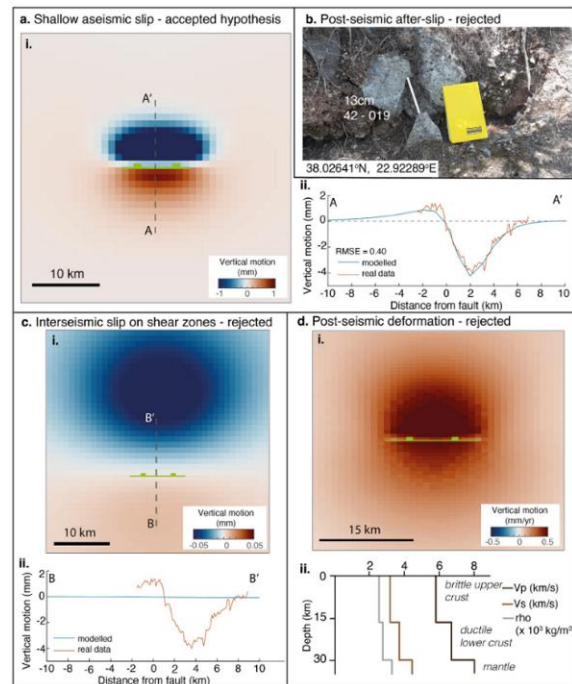 a. Shallow aseismic slip - accepted hypothesis
i.
A'
A
10 km
Vertical motion
(mm)
-1 1
b. Post-seismic after-slip - rejected
13cm
42 - 019
38.02641°N, 22.92289°E
ii.
A A'
2
0
-2
-4
Vertical motion
(mm)
RMSE = 0.40
modelled
real data
-10 -8 -6 -4 -2 0 2 4 6 8 10
Distance from fault (km)
c. Interseismic slip on shear zones - rejected
i.
B'
B
10 km
Vertical motion
(mm)
-0.05 0.05
ii.
B B'
2
0
-2
-4
Vertical motion
(mm)
modelled
real data
-10 -8 -6 -4 -2 0 2 4 6 8 10
Distance from fault (km)
d. Post-seismic deformation - rejected
i.
15 km
Vertical motion
(mm/yr)
-0.5 0.5
ii.
2 4 6 8
0
15
30
Depth (km)
brittle upper
crust
ductile
lower crust
mantle
Vp (km/s)
Vs (km/s)
rho
(x 10³ kg/m³)